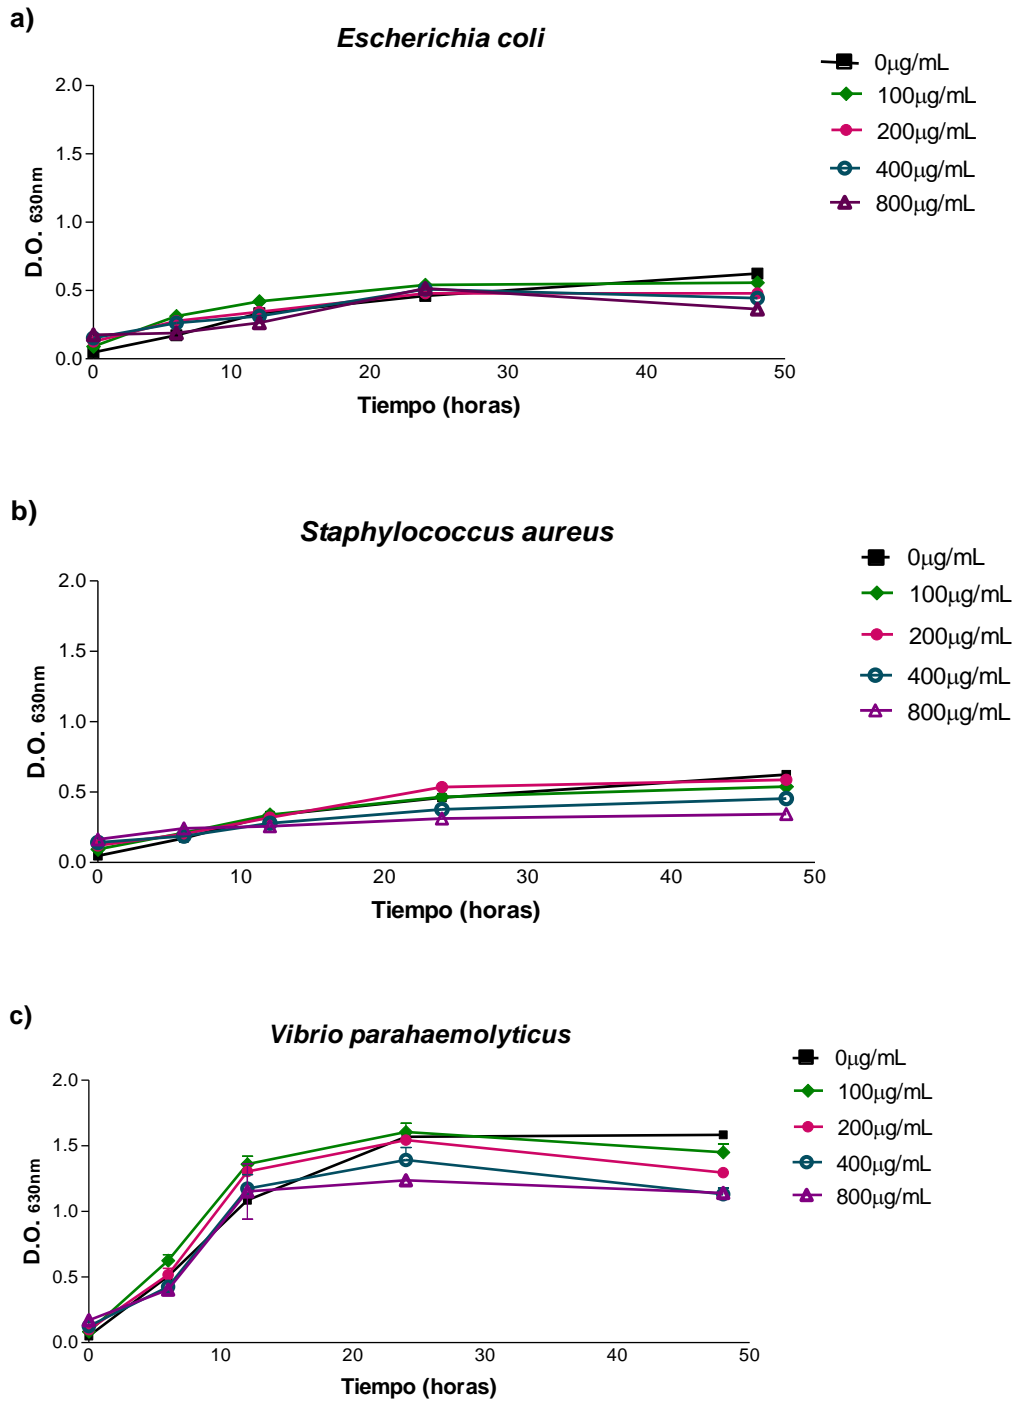 a)
Escherichia coli
0µg/mL
100µg/mL
200µg/mL
400µg/mL
800µg/mL
2.0
1.5
1.0
0.5
0.0
D.O. 630nm
0 10 20 30 40 50
Tiempo (horas)
b)
Staphylococcus aureus
0µg/mL
100µg/mL
200µg/mL
400µg/mL
800µg/mL
2.0
1.5
1.0
0.5
0.0
D.O. 630nm
0 10 20 30 40 50
Tiempo (horas)
c)
Vibrio parahaemolyticus
0µg/mL
100µg/mL
200µg/mL
400µg/mL
800µg/mL
2.0
1.5
1.0
0.5
0.0
D.O. 630nm
0 10 20 30 40 50
Tiempo (horas)